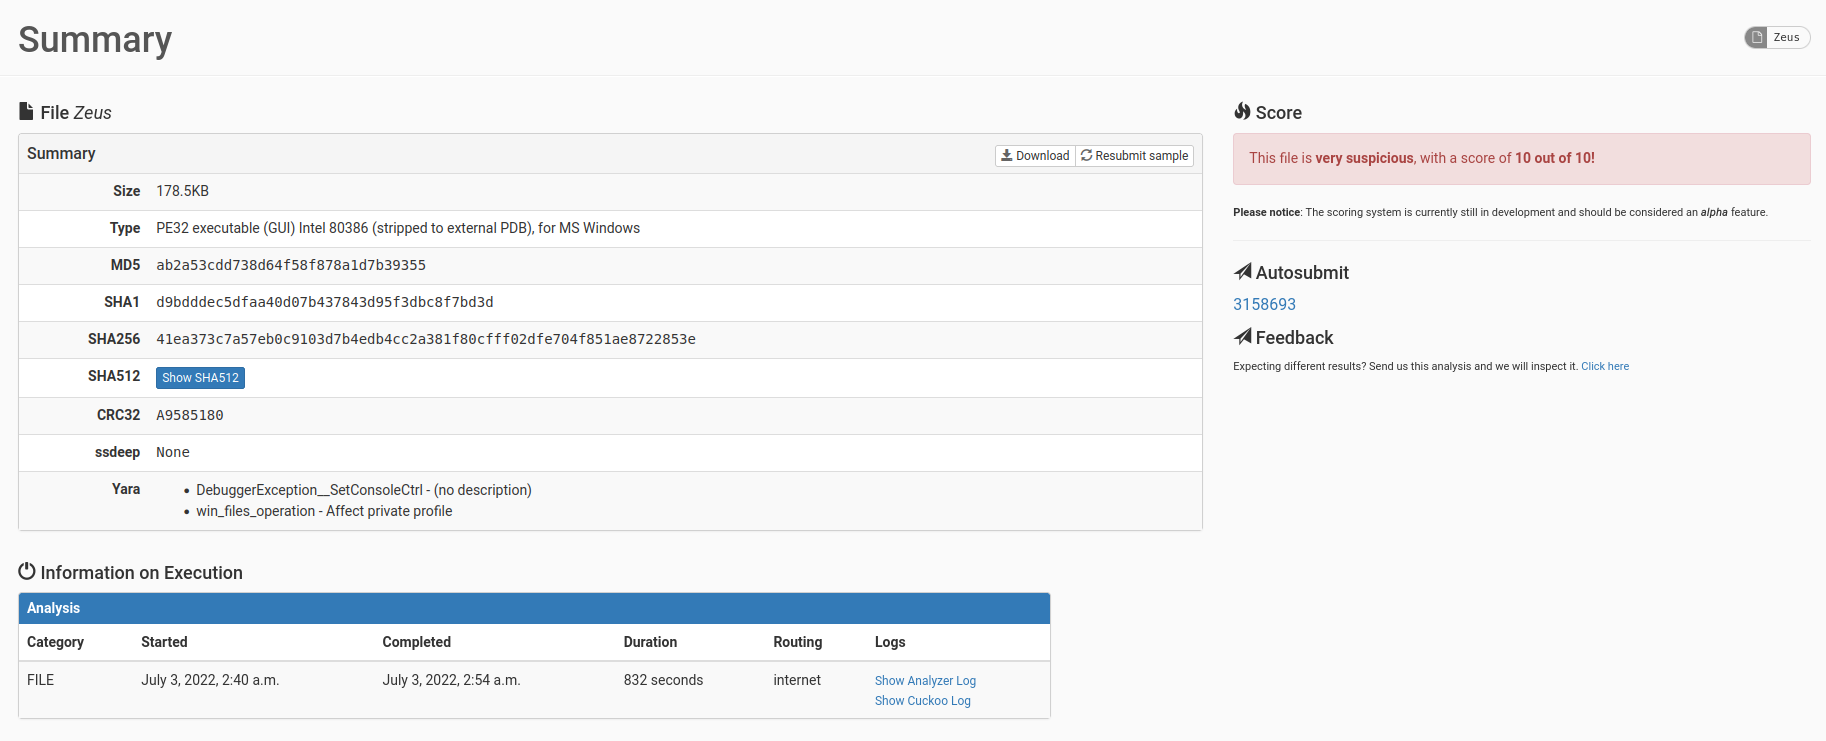 Summary
Zeus
File Zeus
Summary
Download
Resubmit sample
Size 178.5KB
Type PE32 executable (GUI) Intel 80386 (stripped to external PDB), for MS Windows
MD5 ab2a53cdd738d64f58f878a1d7b39355
SHA1 d9bdddec5dfaa40d07b437843d95f3dbc8f7bd3d
SHA256 41ea373c7a57eb0c9103d7b4edb4cc2a381f80cfff02dfe704f851ae8722853e
SHA512 Show SHA512
CRC32 A9585180
ssdeep None
Yara
• DebuggerException__SetConsoleCtrl - (no description)
• win_files_operation - Affect private profile
Score
This file is very suspicious, with a score of 10 out of 10!
Please notice: The scoring system is currently still in development and should be considered an alpha feature.
Autosubmit
3158693
Feedback
Expecting different results? Send us this analysis and we will inspect it. Click here
Information on Execution
Analysis
Category Started Completed Duration Routing Logs
FILE July 3, 2022, 2:40 a.m. July 3, 2022, 2:54 a.m. 832 seconds internet Show Analyzer Log
Show Cuckoo Log